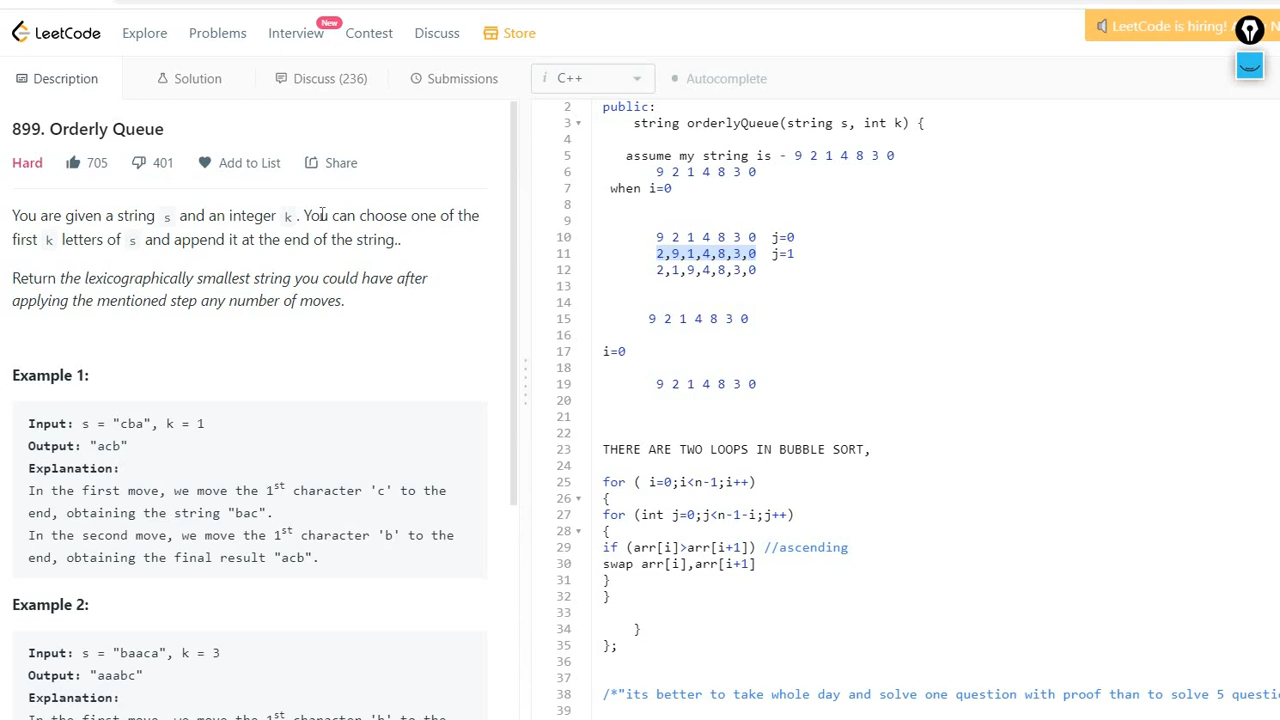 LeetCode Explore Problems Interview New Contest Discuss Store LeetCode is hiring!
Description Solution Discuss (236) Submissions i C++ Autocomplete
899. Orderly Queue
Hard 705 401 Add to List Share
You are given a string s and an integer k. You can choose one of the
first k letters of s and append it at the end of the string..
Return the lexicographically smallest string you could have after
applying the mentioned step any number of moves.
Example 1:
Input: s = "cba", k = 1
Output: "acb"
Explanation:
In the first move, we move the 1st character 'c' to the
end, obtaining the string "bac".
In the second move, we move the 1st character 'b' to the
end, obtaining the final result "acb".
Example 2:
Input: s = "baaca", k = 3
Output: "aaabc"
Explanation:
In the first move, we move the 1st character 'b' to the
2 public:
3 string orderlyQueue(string s, int k) {
4
5 assume my string is - 9 2 1 4 8 3 0
6 9 2 1 4 8 3 0
7 when i=0
8
9
10 9 2 1 4 8 3 0 j=0
11 2,9,1,4,8,3,0 j=1
12 2,1,9,4,8,3,0
13
14
15 9 2 1 4 8 3 0
16
17 i=0
18
19 9 2 1 4 8 3 0
20
21
22
23 THERE ARE TWO LOOPS IN BUBBLE SORT,
24
25 for ( i=0;i<n-1;i++)
26 {
27 for (int j=0;j<n-1-i;j++)
28 {
29 if (arr[i]>arr[i+1]) //ascending
30 swap arr[i],arr[i+1]
31 }
32 }
33
34 }
35 };
36
37
38 /*"its better to take whole day and solve one question with proof than to solve 5 questi
39